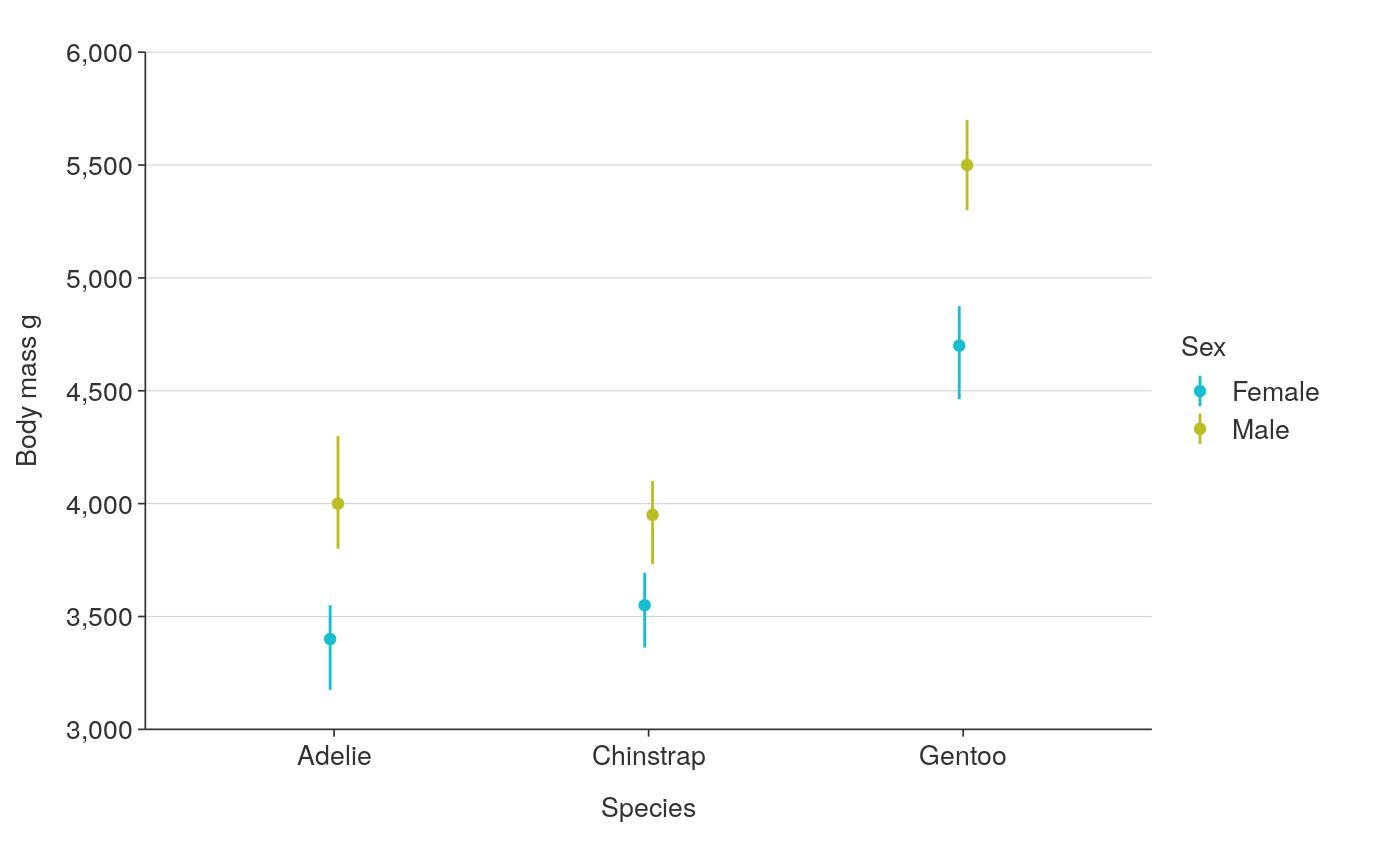 6,000
5,500
5,000
4,500
4,000
3,500
3,000
Body mass g
Adelie
Chinstrap
Gentoo
Species
Sex
Female
Male